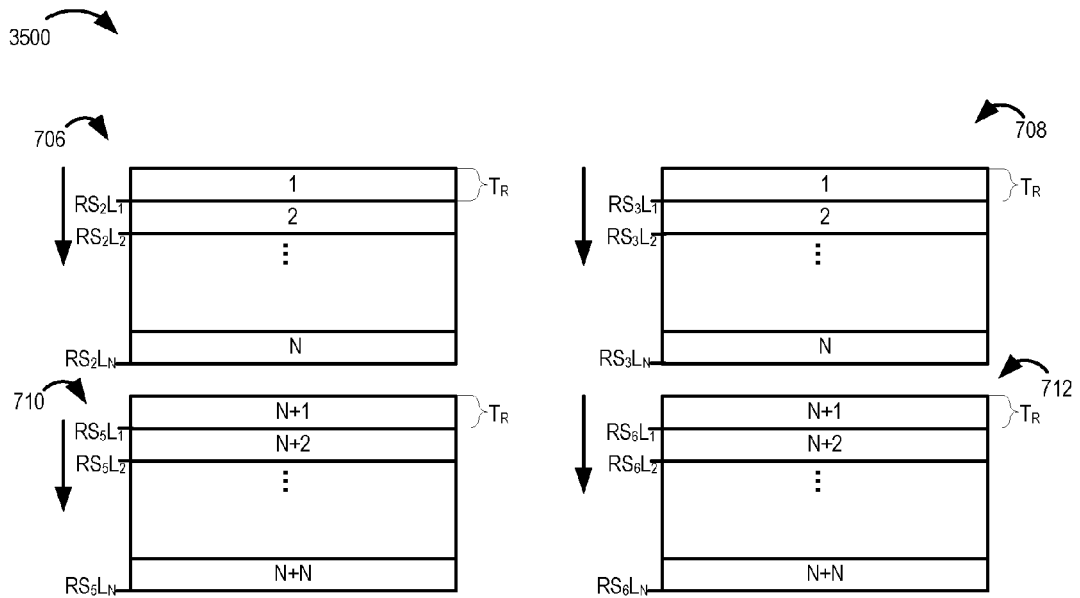 3500
706
708
1
T_R
1
T_R
RS₂L₁
2
RS₃L₁
2
RS₂L₂
RS₃L₂
⋮
⋮
N
N
RS₂L_N
RS₃L_N
710
712
N+1
T_R
N+1
T_R
RS₅L₁
N+2
RS₆L₁
N+2
RS₅L₂
RS₆L₂
⋮
⋮
N+N
N+N
RS₅L_N
RS₆L_N